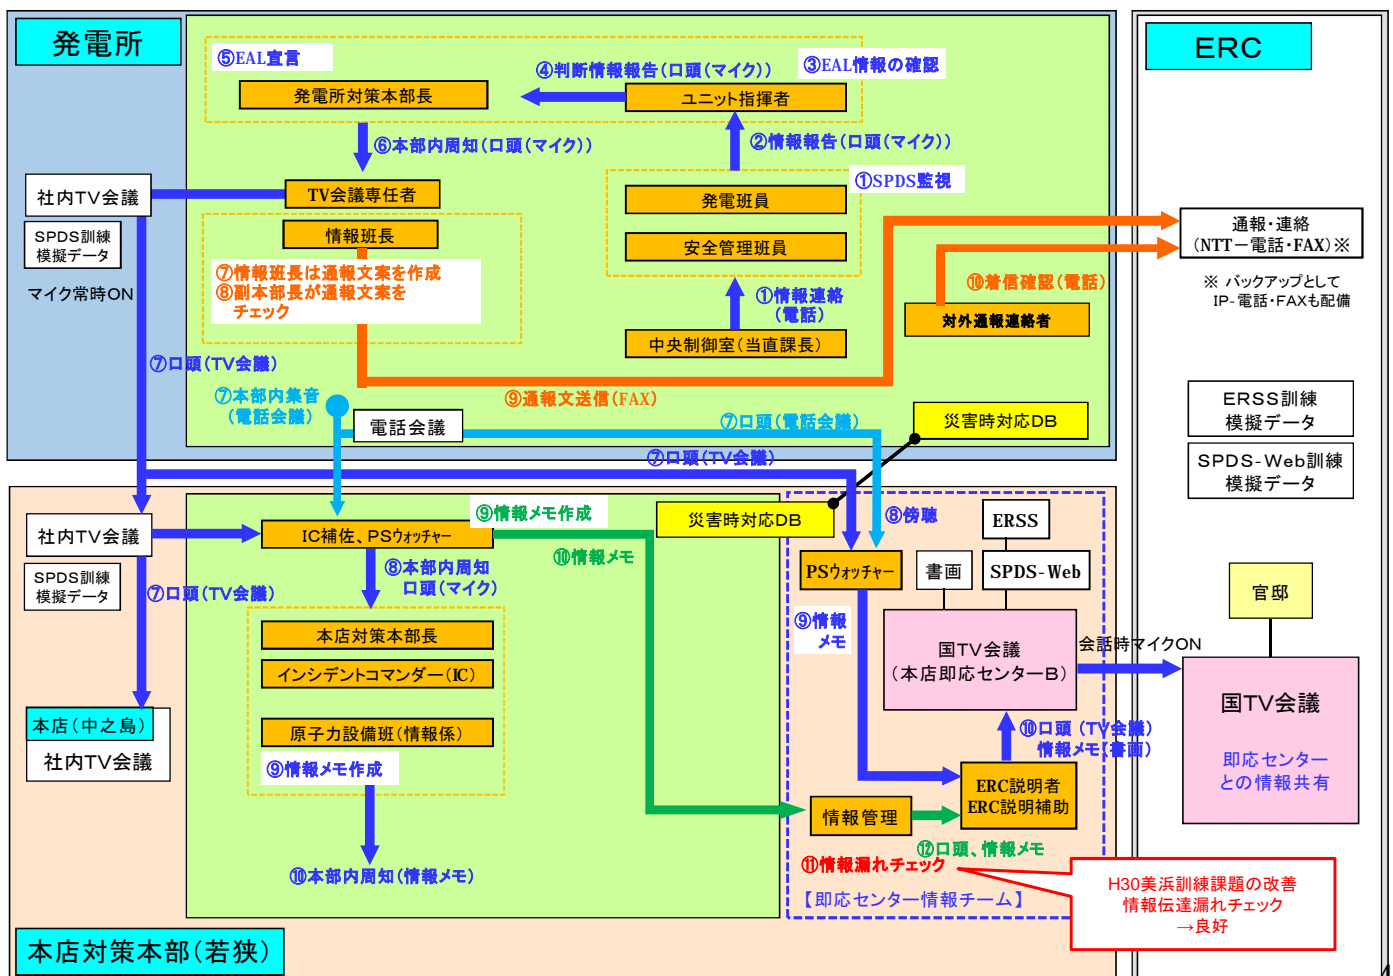 発電所
⑤EAL宣言
発電所対策本部長
④判断情報報告(口頭(マイク))
③EAL情報の確認
ユニット指揮者
⑥本部内周知(口頭(マイク))
②情報報告(口頭(マイク))
①SPDS監視
発電班員
安全管理班員
①情報連絡
(電話)
中央制御室(当直課長)
社内TV会議
SPDS訓練
模擬データ
マイク常時ON
TV会議専任者
情報班長
⑦情報班長は通報文案を作成
⑧副本部長が通報文案を
チェック
⑩着信確認(電話)
対外通報連絡者
⑦口頭(TV会議)
⑦本部内集音
(電話会議)
⑨通報文送信(FAX)
電話会議
⑦口頭(電話会議)
災害時対応DB
⑦口頭(TV会議)
ERC
通報・連絡
(NTT-電話・FAX)※
※ バックアップとして
IP-電話・FAXも配備
ERSS訓練
模擬データ
SPDS-Web訓練
模擬データ
社内TV会議
SPDS訓練
模擬データ
⑦口頭(TV会議)
本店(中之島)
社内TV会議
IC補佐、PSウォッチャー
⑨情報メモ作成
⑩情報メモ
⑧本部内周知
口頭(マイク)
本店対策本部長
インシデントコマンダー(IC)
原子力設備班(情報係)
⑨情報メモ作成
⑩本部内周知(情報メモ)
災害時対応DB
⑧傍聴
ERSS
PSウォッチャー
書画
SPDS-Web
⑨情報
メモ
国TV会議
(本店即応センターB)
会話時マイクON
⑩口頭 (TV会議)
情報メモ(書画)
ERC説明者
ERC説明補助
情報管理
⑫口頭、情報メモ
⑪情報漏れチェック
【即応センター情報チーム】
官邸
国TV会議
即応センター
との情報共有
H30美浜訓練課題の改善
情報伝達漏れチェック
→良好
本店対策本部(若狭)